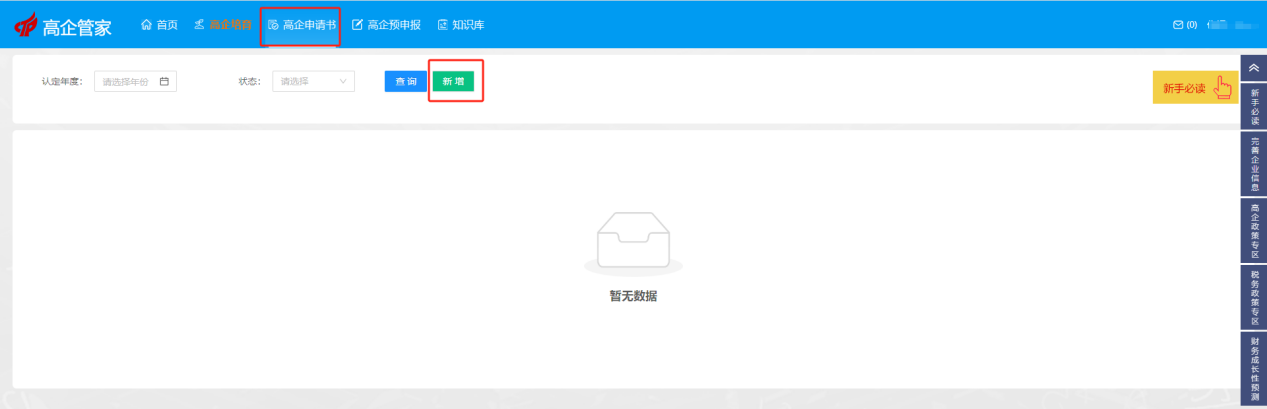 高企管家
首页
高企培育
高企申请书
高企预申报
知识库
(0)
认定年度：
请选择年份
状态：
请选择
查询
新增
新手必读
新手必读
完善企业信息
高企政策专区
税务政策专区
财务成长性预测
暂无数据